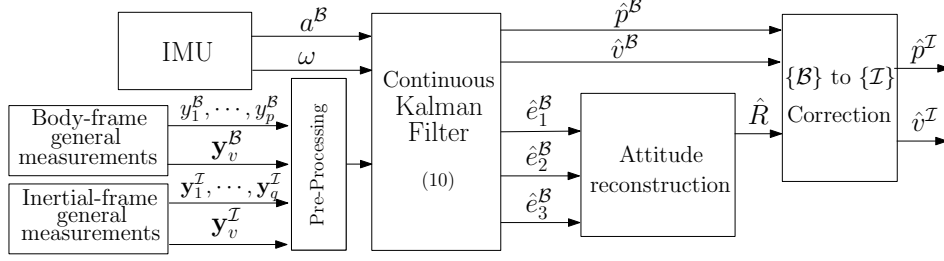 IMU
a^ℬ
ω
Body-frame
general
measurements
y_1^ℬ, ⋯, y_p^ℬ
𝐲_v^ℬ
Inertial-frame
general
measurements
𝐲_1^ℐ, ⋯, 𝐲_q^ℐ
𝐲_v^ℐ
Pre-Processing
Continuous
Kalman
Filter
(10)
p̂^ℬ
v̂^ℬ
ê_1^ℬ
ê_2^ℬ
ê_3^ℬ
Attitude
reconstruction
R̂
{ℬ} to {ℐ}
Correction
p̂^ℐ
v̂^ℐ